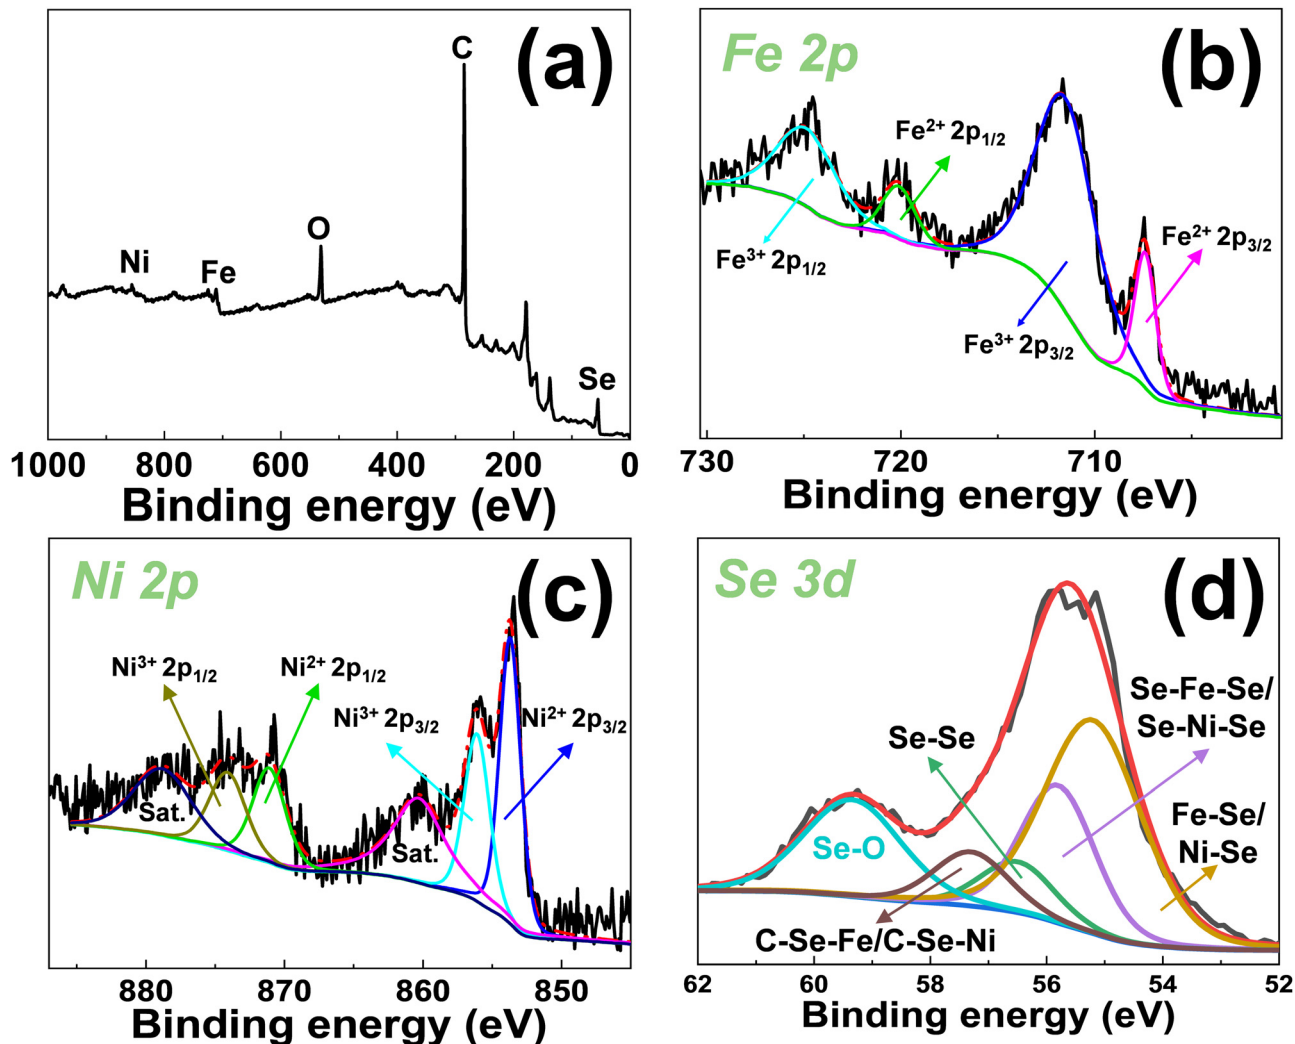 (a)
C
O
Ni
Fe
Se
1000 800 600 400 200 0
Binding energy (eV)
Fe 2p
(b)
Fe²⁺ 2p₁/₂
Fe³⁺ 2p₁/₂
Fe²⁺ 2p₃/₂
Fe³⁺ 2p₃/₂
730 720 710
Binding energy (eV)
Ni 2p
(c)
Ni³⁺ 2p₁/₂
Ni²⁺ 2p₁/₂
Ni³⁺ 2p₃/₂
Ni²⁺ 2p₃/₂
Sat.
Sat.
880 870 860 850
Binding energy (eV)
Se 3d
(d)
Se-Fe-Se/
Se-Ni-Se
Se-Se
Fe-Se/
Ni-Se
Se-O
C-Se-Fe/C-Se-Ni
62 60 58 56 54 52
Binding energy (eV)